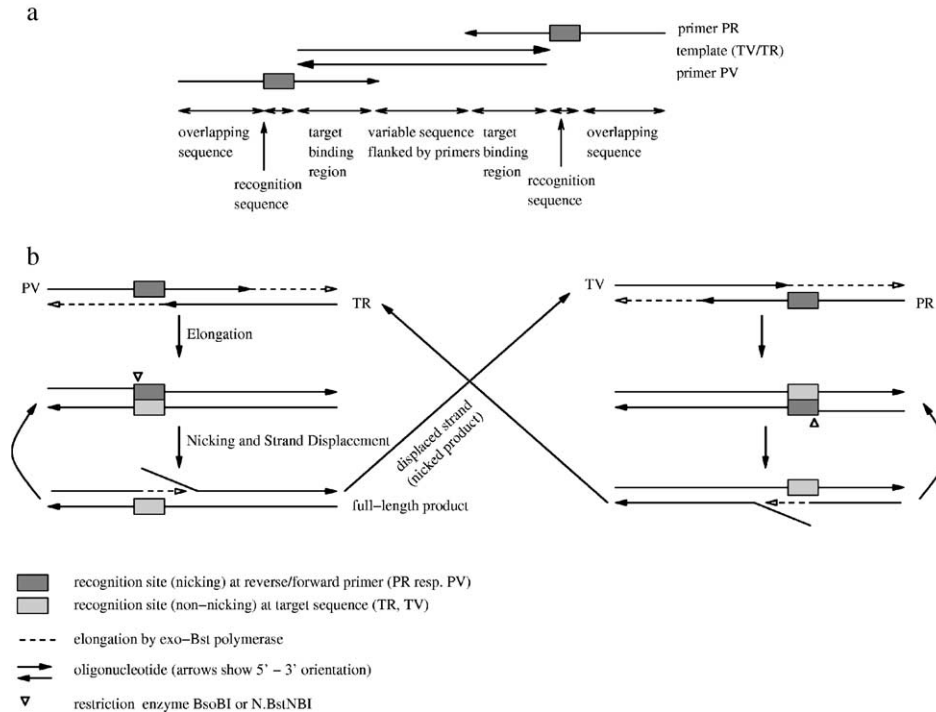 a
primer PR
template (TV/TR)
primer PV
overlapping
sequence
target
binding
region
variable sequence
flanked by primers
target
binding
region
overlapping
sequence
recognition
sequence
recognition
sequence
b
PV
TR
TV
PR
Elongation
Nicking and Strand Displacement
displaced strand
(nicked product)
full-length product
recognition site (nicking) at reverse/forward primer (PR resp. PV)
recognition site (non-nicking) at target sequence (TR, TV)
elongation by exo-Bst polymerase
oligonucleotide (arrows show 5' - 3' orientation)
restriction enzyme BsoBI or N.BstNBI